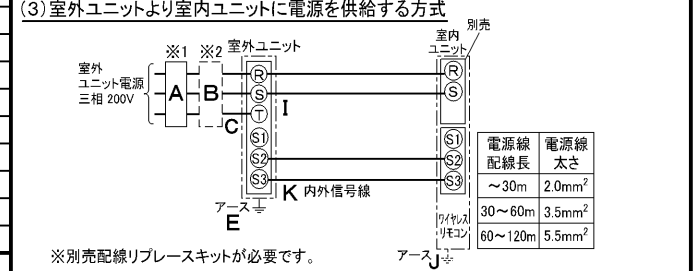 (3)室外ユニットより室内ユニットに電源を供給する方式
※1 ※2 室外ユニット
室内
ユニット
別売
室外
ユニット電源
三相 200V
A
B
C
R
S
T
S1
S2
S3
I
R
S
S1
S2
S3
K 内外信号線
アース
E
ワイヤレス
リモコン
アース
J
電源線
配線長
電源線
太さ
~30m 2.0mm²
30~60m 3.5mm²
60~120m 5.5mm²
※別売配線リプレースキットが必要です。